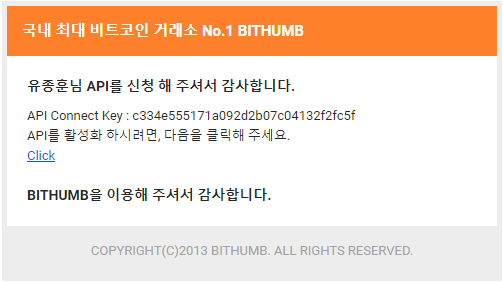 국내 최대 비트코인 거래소 No.1 BITHUMB
유종훈님 API를 신청 해 주셔서 감사합니다.
API Connect Key : c334e555171a092d2b07c04132f2fc5f
API를 활성화 하시려면, 다음을 클릭해 주세요.
Click
BITHUMB을 이용해 주셔서 감사합니다.
COPYRIGHT(C)2013 BITHUMB. ALL RIGHTS RESERVED.